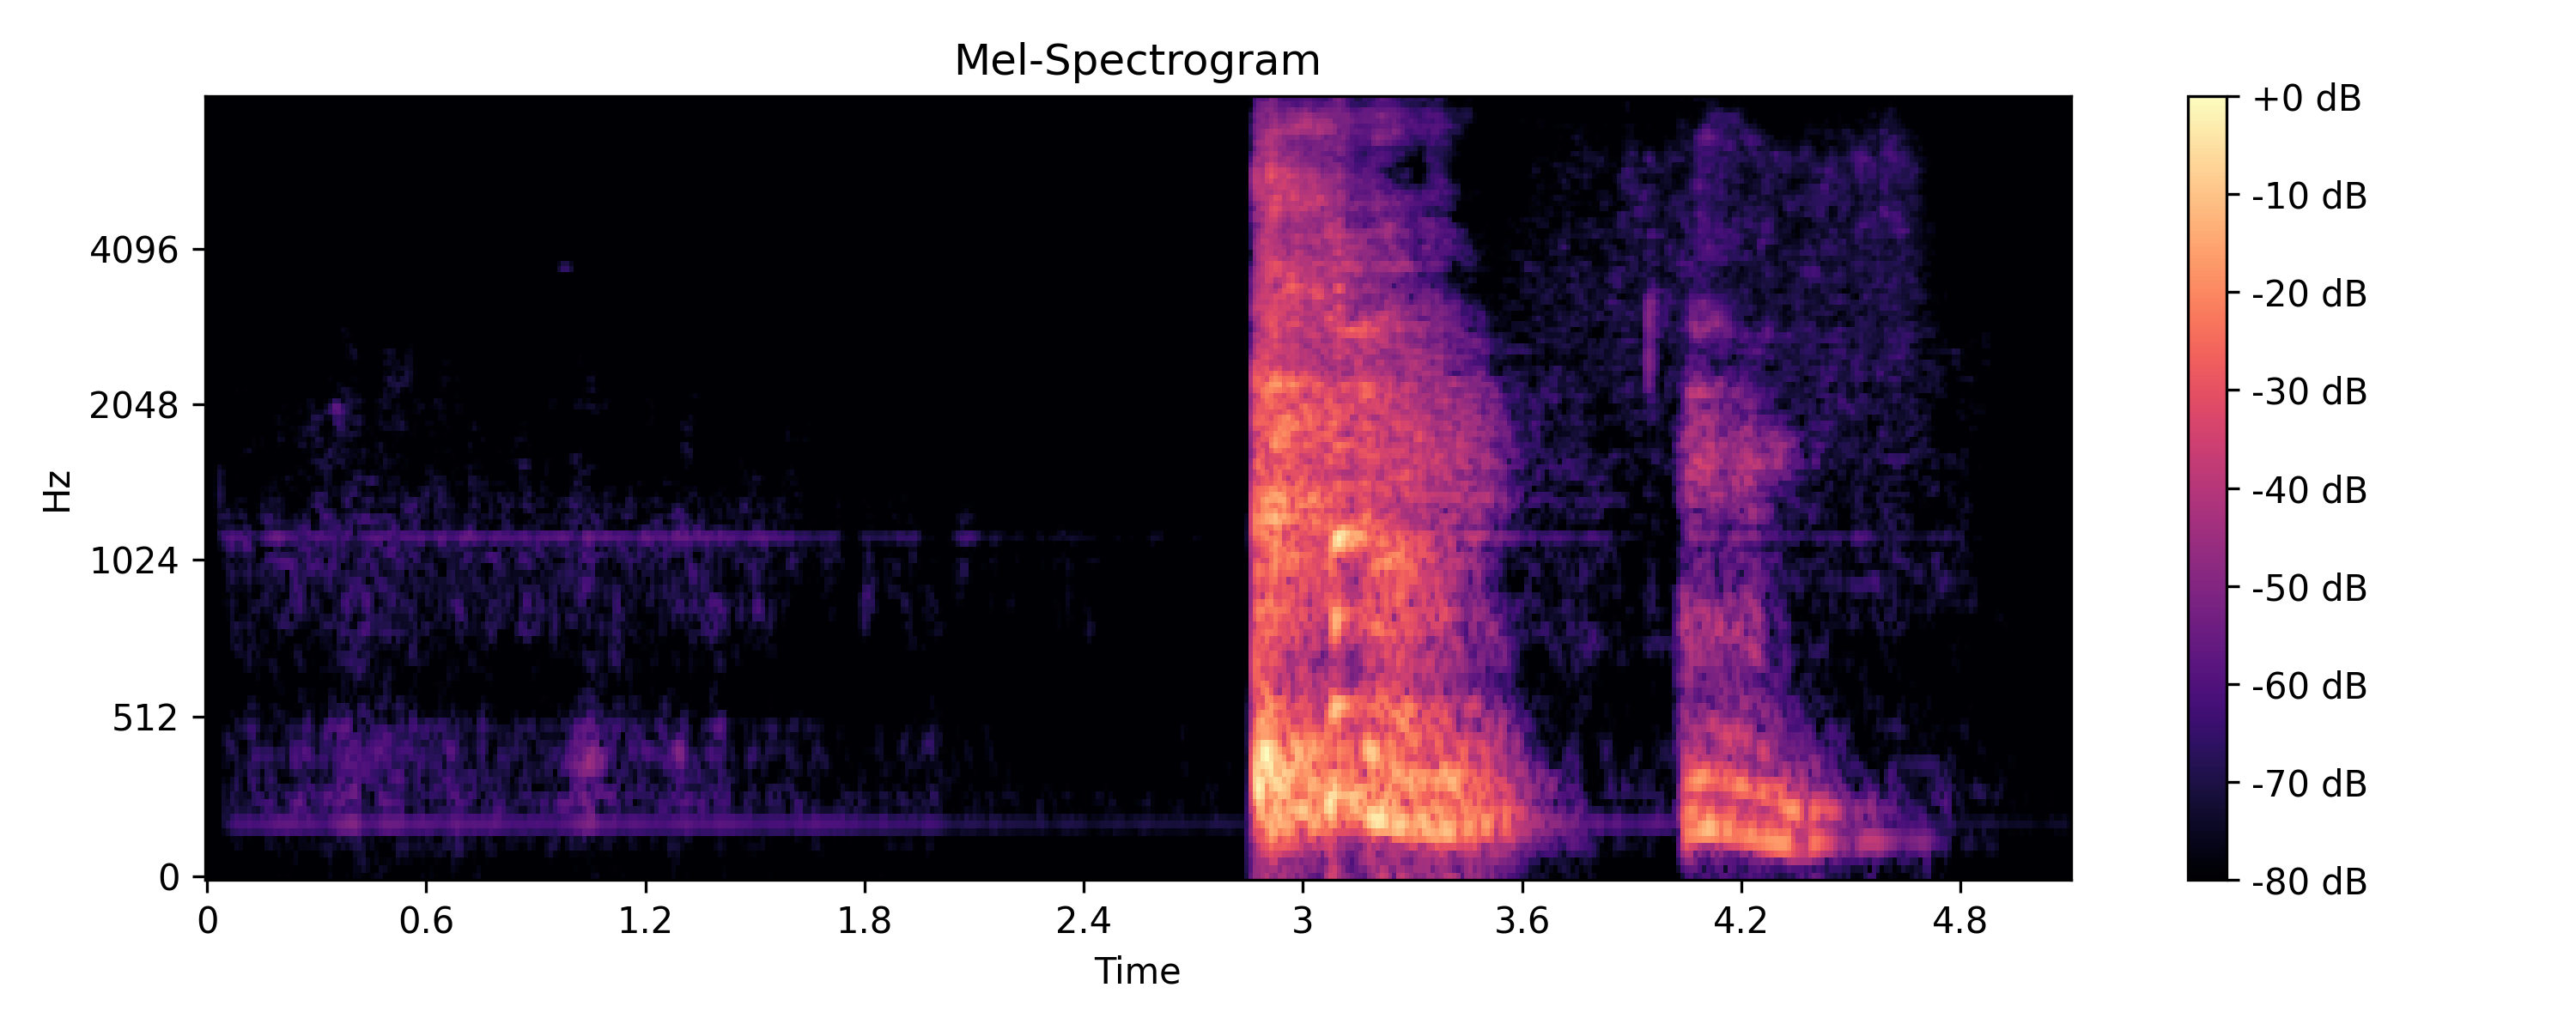 Mel-Spectrogram
+0 dB
-10 dB
-20 dB
-30 dB
-40 dB
-50 dB
-60 dB
-70 dB
-80 dB
Hz
4096
2048
1024
512
0
0 0.6 1.2 1.8 2.4 3 3.6 4.2 4.8
Time